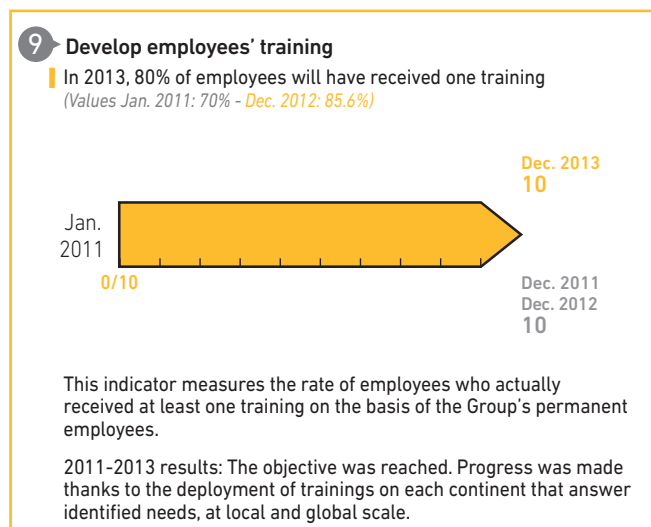 9 Develop employees’ training
In 2013, 80% of employees will have received one training
(Values Jan. 2011: 70% - Dec. 2012: 85.6%)
Dec. 2013
10
Jan.
2011
0/10
Dec. 2011
Dec. 2012
10
This indicator measures the rate of employees who actually
received at least one training on the basis of the Group’s permanent
employees.
2011-2013 results: The objective was reached. Progress was made
thanks to the deployment of trainings on each continent that answer
identified needs, at local and global scale.